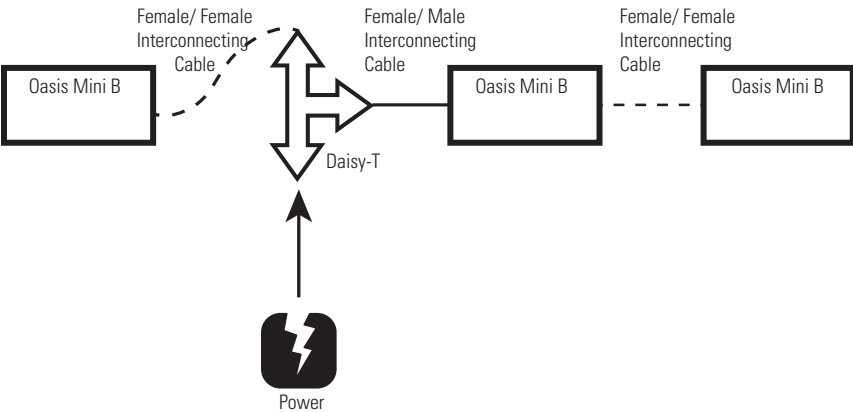 Female/ Female
Interconnecting
Cable
Female/ Male
Interconnecting
Cable
Female/ Female
Interconnecting
Cable
Oasis Mini B
Oasis Mini B
Oasis Mini B
Daisy-T
Power